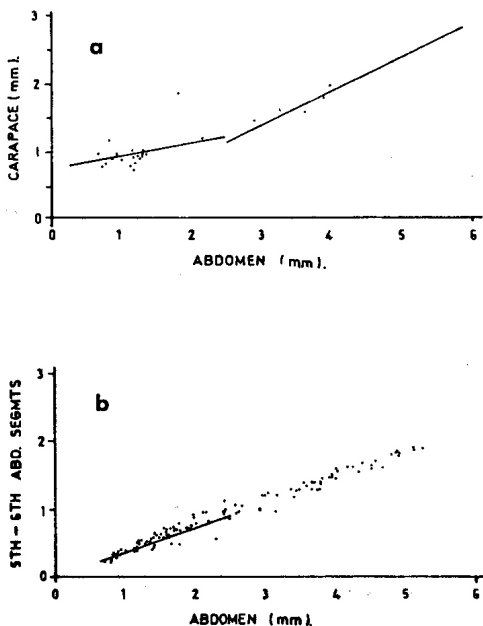 a
CARAPACE (mm).
3
2
1
0
0 1 2 3 4 5 6
ABDOMEN (mm).
b
5TH-6TH ABD. SEGMTS
3
2
1
0
0 1 2 3 4 5 6
ABDOMEN (mm).